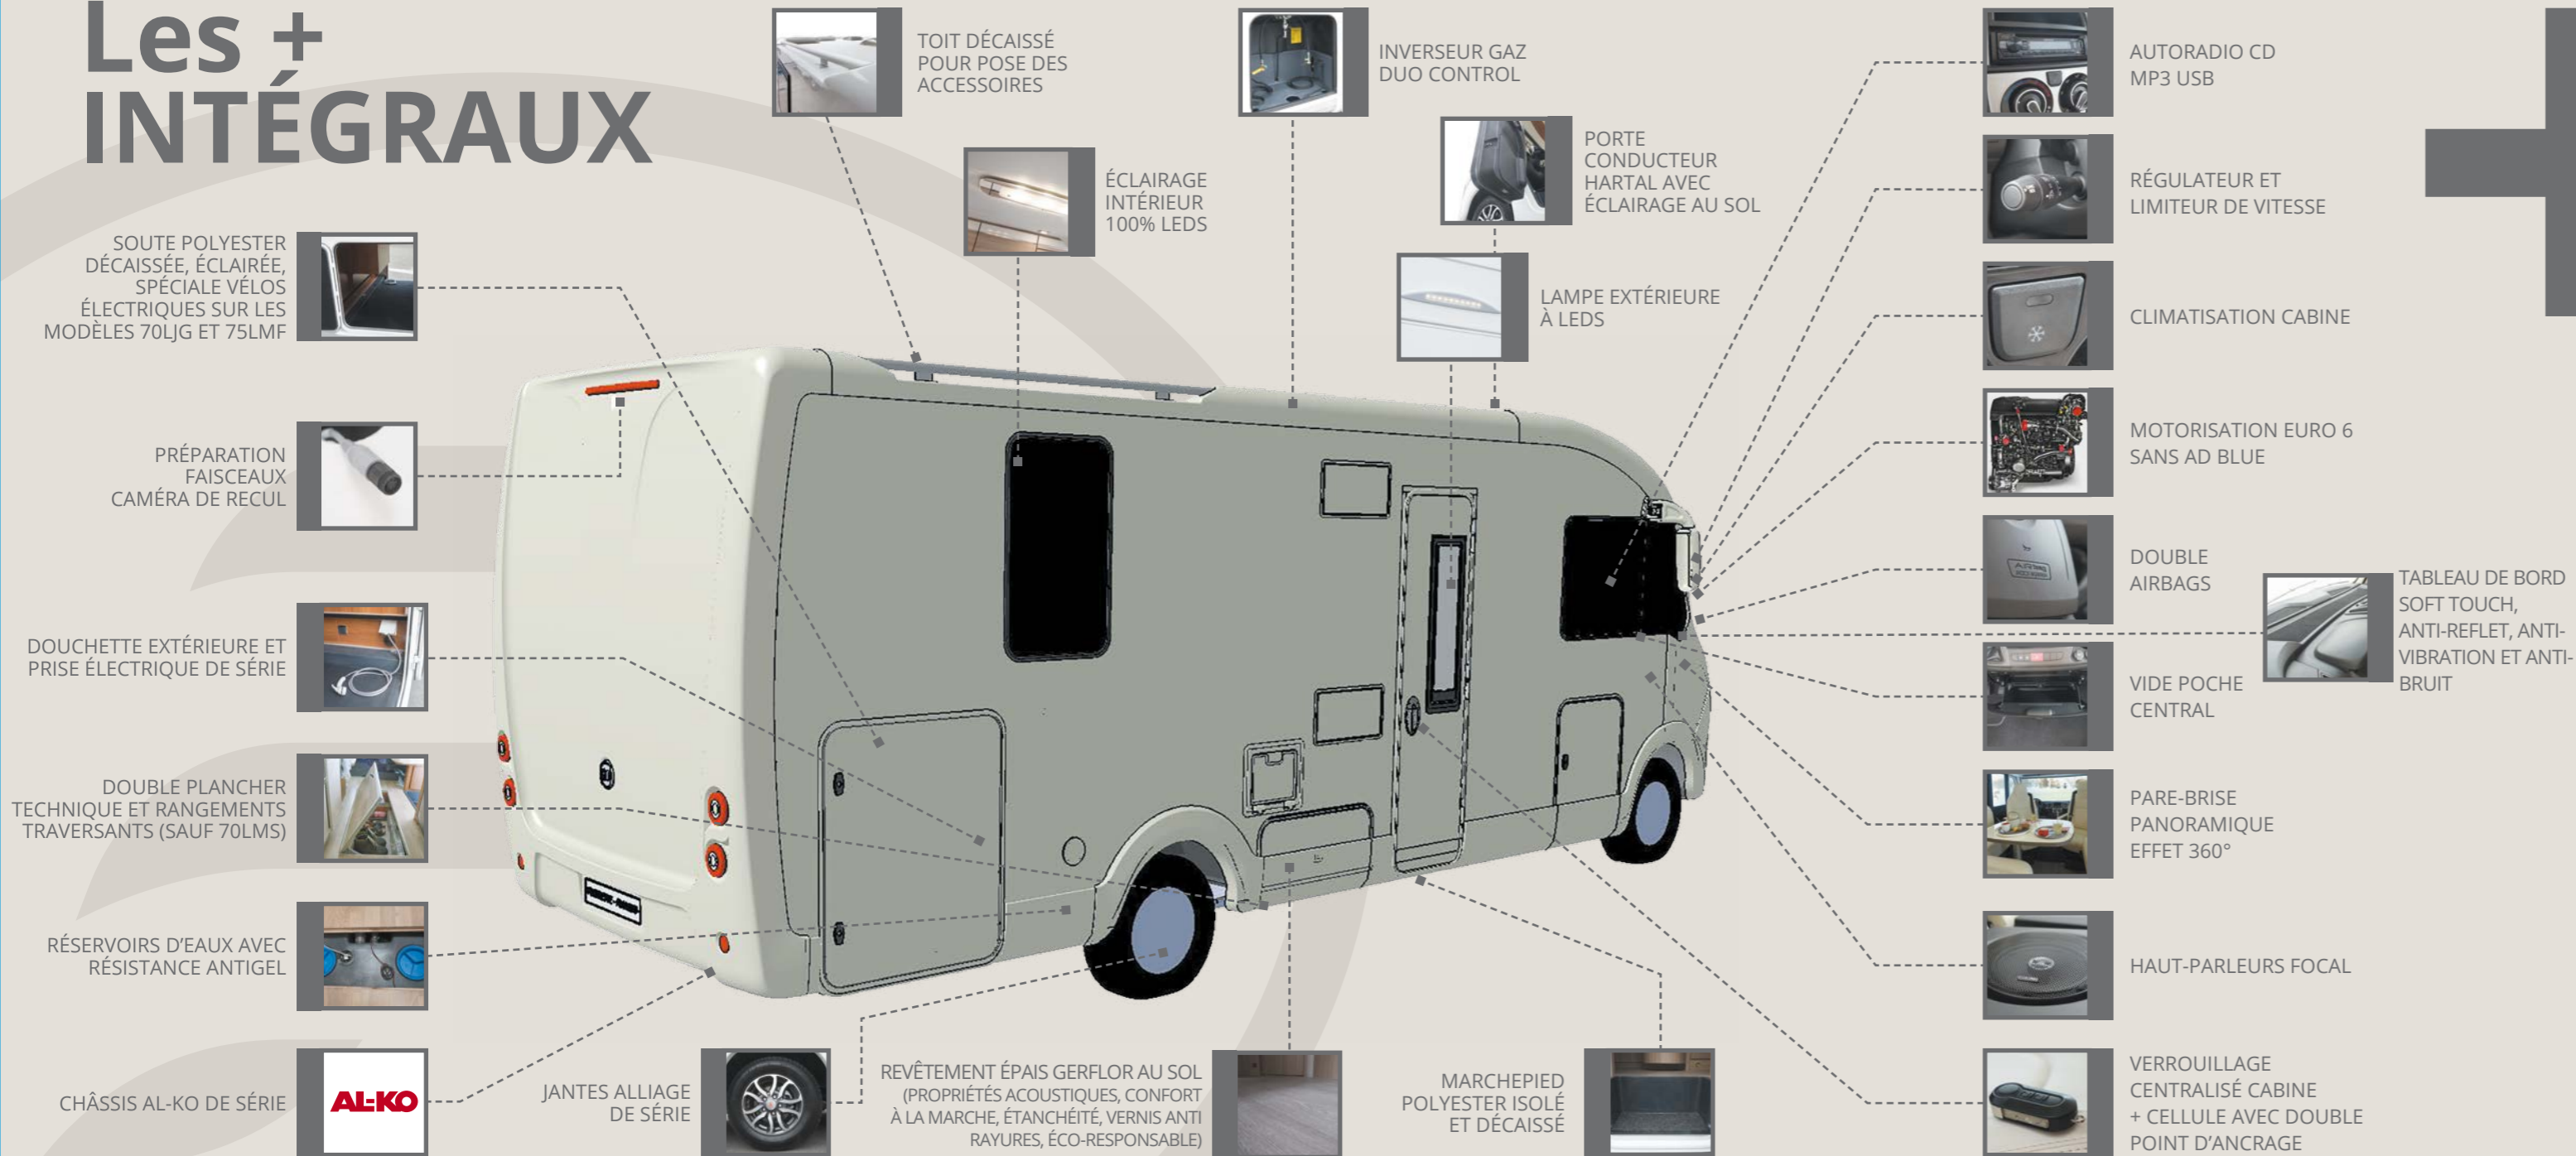 Les +
INTÉGRAUX
TOIT DÉCAISSÉ
POUR POSE DES
ACCESSOIRES
INVERSEUR GAZ
DUO CONTROL
ÉCLAIRAGE
INTÉRIEUR
100% LEDS
PORTE
CONDUCTEUR
HARTAL AVEC
ÉCLAIRAGE AU SOL
LAMPE EXTÉRIEURE
À LEDS
SOUTE POLYESTER
DÉCAISSÉE, ÉCLAIRÉE,
SPÉCIALE VÉLOS
ÉLECTRIQUES SUR LES
MODÈLES 70LJG ET 75LMF
PRÉPARATION
FAISCEAUX
CAMÉRA DE RECUL
DOUCHETTE EXTÉRIEURE ET
PRISE ÉLECTRIQUE DE SÉRIE
DOUBLE PLANCHER
TECHNIQUE ET RANGEMENTS
TRAVERSANTS (SAUF 70LMS)
RÉSERVOIRS D’EAUX AVEC
RÉSISTANCE ANTIGEL
CHÂSSIS AL-KO DE SÉRIE
AL-KO
JANTES ALLIAGE
DE SÉRIE
REVÊTEMENT ÉPAIS GERFLOR AU SOL
(PROPRIÉTÉS ACOUSTIQUES, CONFORT
À LA MARCHE, ÉTANCHÉITÉ, VERNIS ANTI
RAYURES, ÉCO-RESPONSABLE)
MARCHEPIED
POLYESTER ISOLÉ
ET DÉCAISSÉ
AUTORADIO CD
MP3 USB
RÉGULATEUR ET
LIMITEUR DE VITESSE
CLIMATISATION CABINE
MOTORISATION EURO 6
SANS AD BLUE
DOUBLE
AIRBAGS
TABLEAU DE BORD
SOFT TOUCH,
ANTI-REFLET, ANTI-
VIBRATION ET ANTI-
BRUIT
VIDE POCHE
CENTRAL
PARE-BRISE
PANORAMIQUE
EFFET 360°
HAUT-PARLEURS FOCAL
VERROUILLAGE
CENTRALISÉ CABINE
+ CELLULE AVEC DOUBLE
POINT D’ANCRAGE